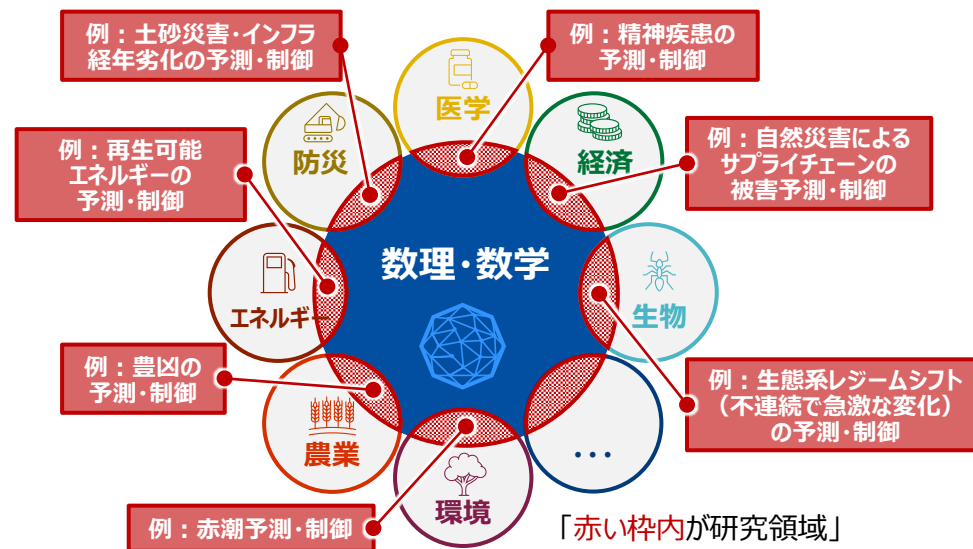 例：土砂災害・インフラ
経年劣化の予測・制御
例：精神疾患の
予測・制御
医学
防災
経済
例：再生可能
エネルギーの
予測・制御
例：自然災害による
サプライチェーンの
被害予測・制御
数理・数学
エネルギー
生物
例：豊凶の
予測・制御
例：生態系レジームシフト
（不連続で急激な変化）
の予測・制御
農業
…
環境
例：赤潮予測・制御
「赤い枠内が研究領域」